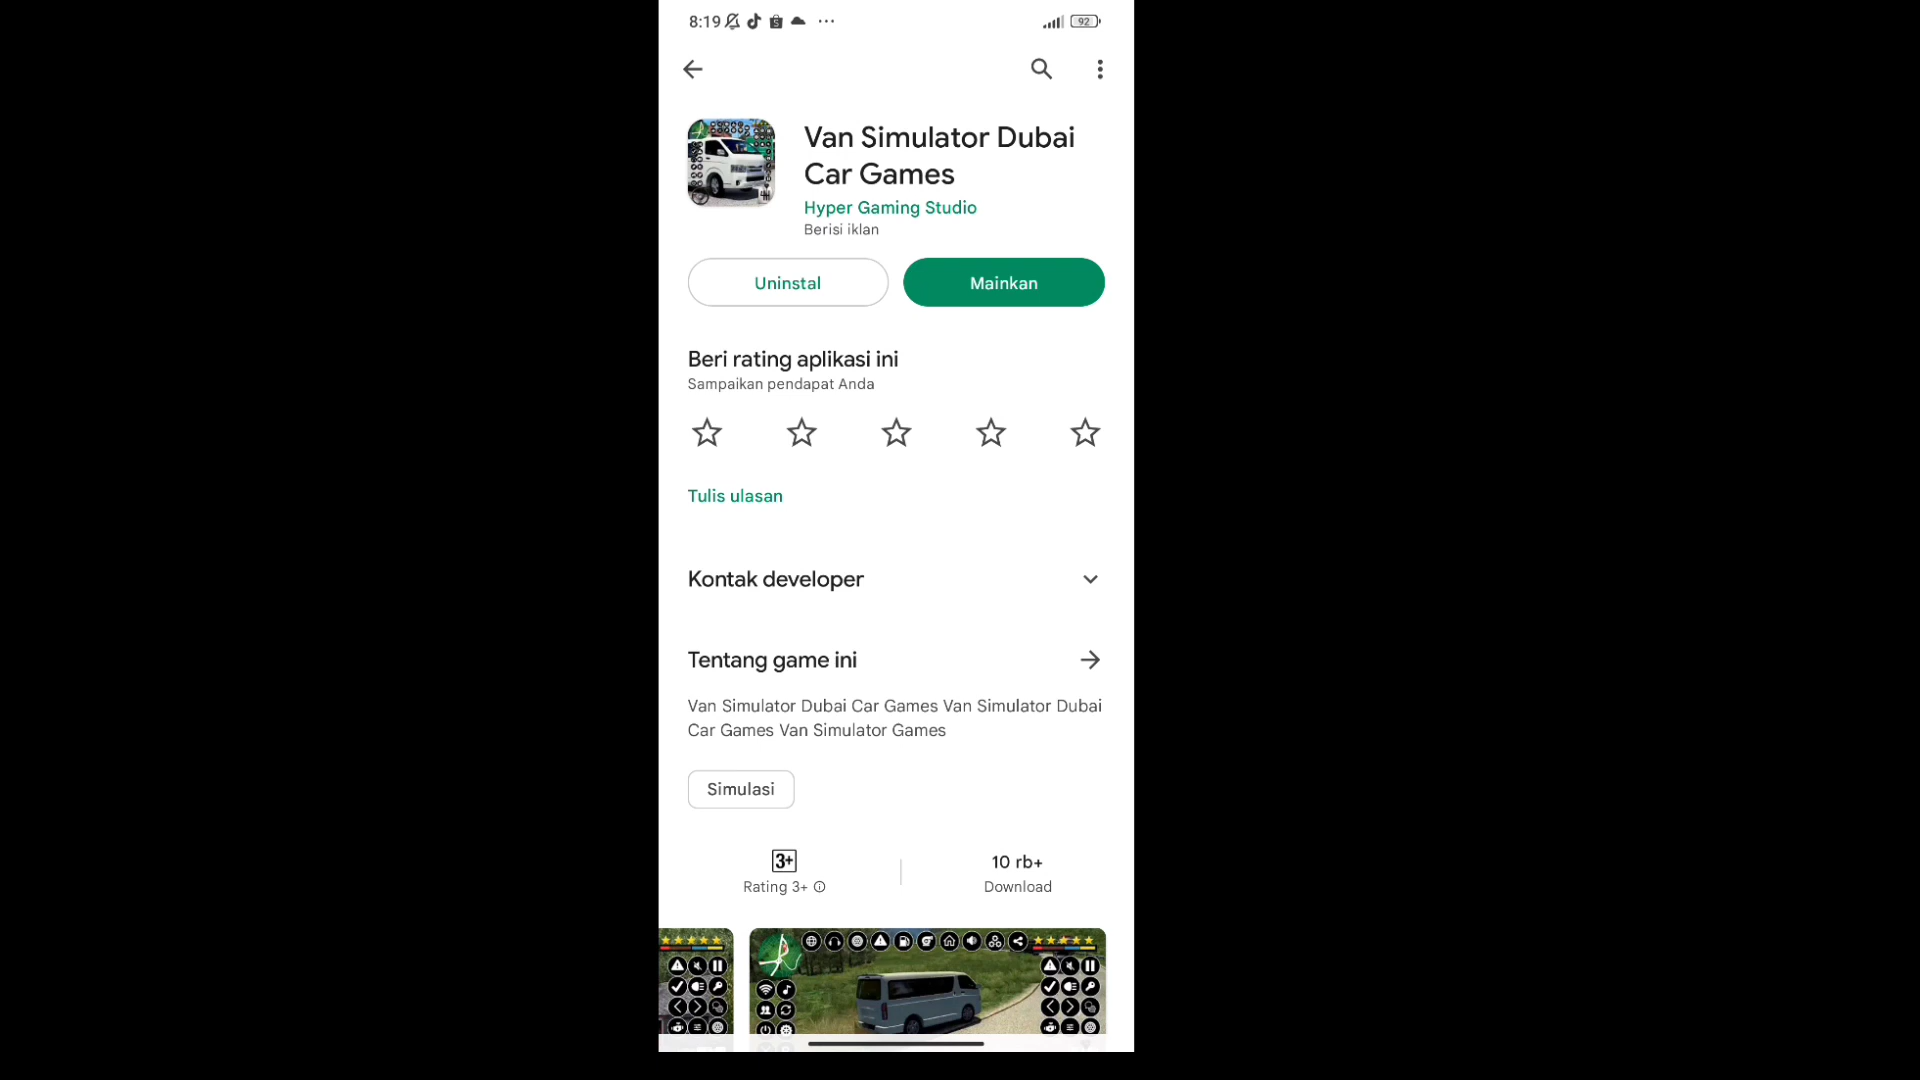 8:19
92
Van Simulator Dubai
Car Games
Hyper Gaming Studio
Berisi iklan
Uninstal
Mainkan
Beri rating aplikasi ini
Sampaikan pendapat Anda
Tulis ulasan
Kontak developer
Tentang game ini
Van Simulator Dubai Car Games Van Simulator Dubai
Car Games Van Simulator Games
Simulasi
3+
10 rb+
Rating 3+
Download